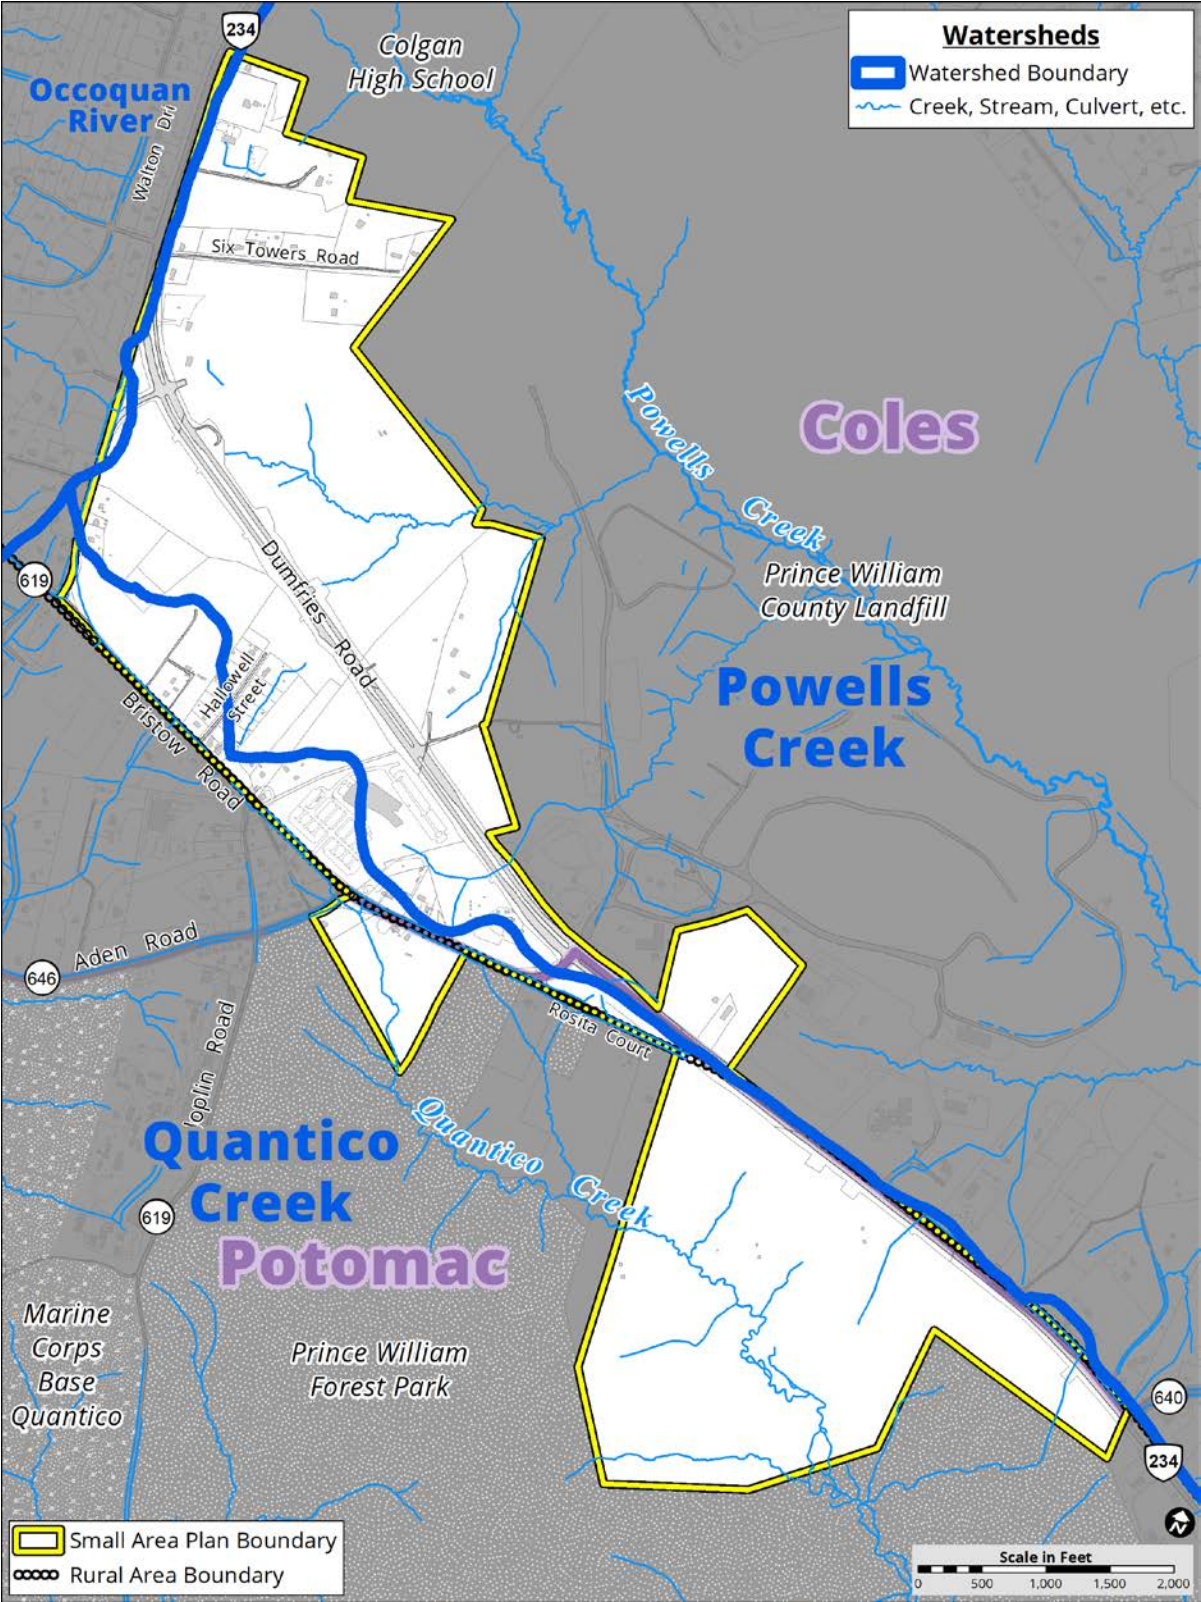 234
Colgan
High School
Watersheds
Watershed Boundary
Creek, Stream, Culvert, etc.
Occoquan
River
Walton Dri
Six Towers Road
Powells Creek
Coles
Dumfries Road
Prince William
County Landfill
619
Powells
Creek
Hallowell
Street
Bristow Road
Aden Road
646
Rosita Court
Joplin Road
Quantico Creek
Quantico
Creek
619
Potomac
Marine
Corps
Base
Quantico
Prince William
Forest Park
640
234
N
Small Area Plan Boundary
Rural Area Boundary
Scale in Feet
0 500 1,000 1,500 2,000